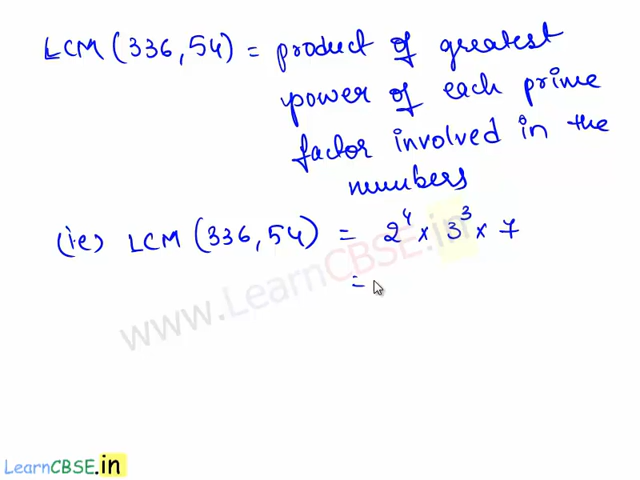 LCM (336, 54) = product of greatest
power of each prime
factor involved in the
numbers
(ie) LCM (336, 54) = 2⁴ × 3³ × 7
=
www.LearnCBSE.in
LearnCBSE.in